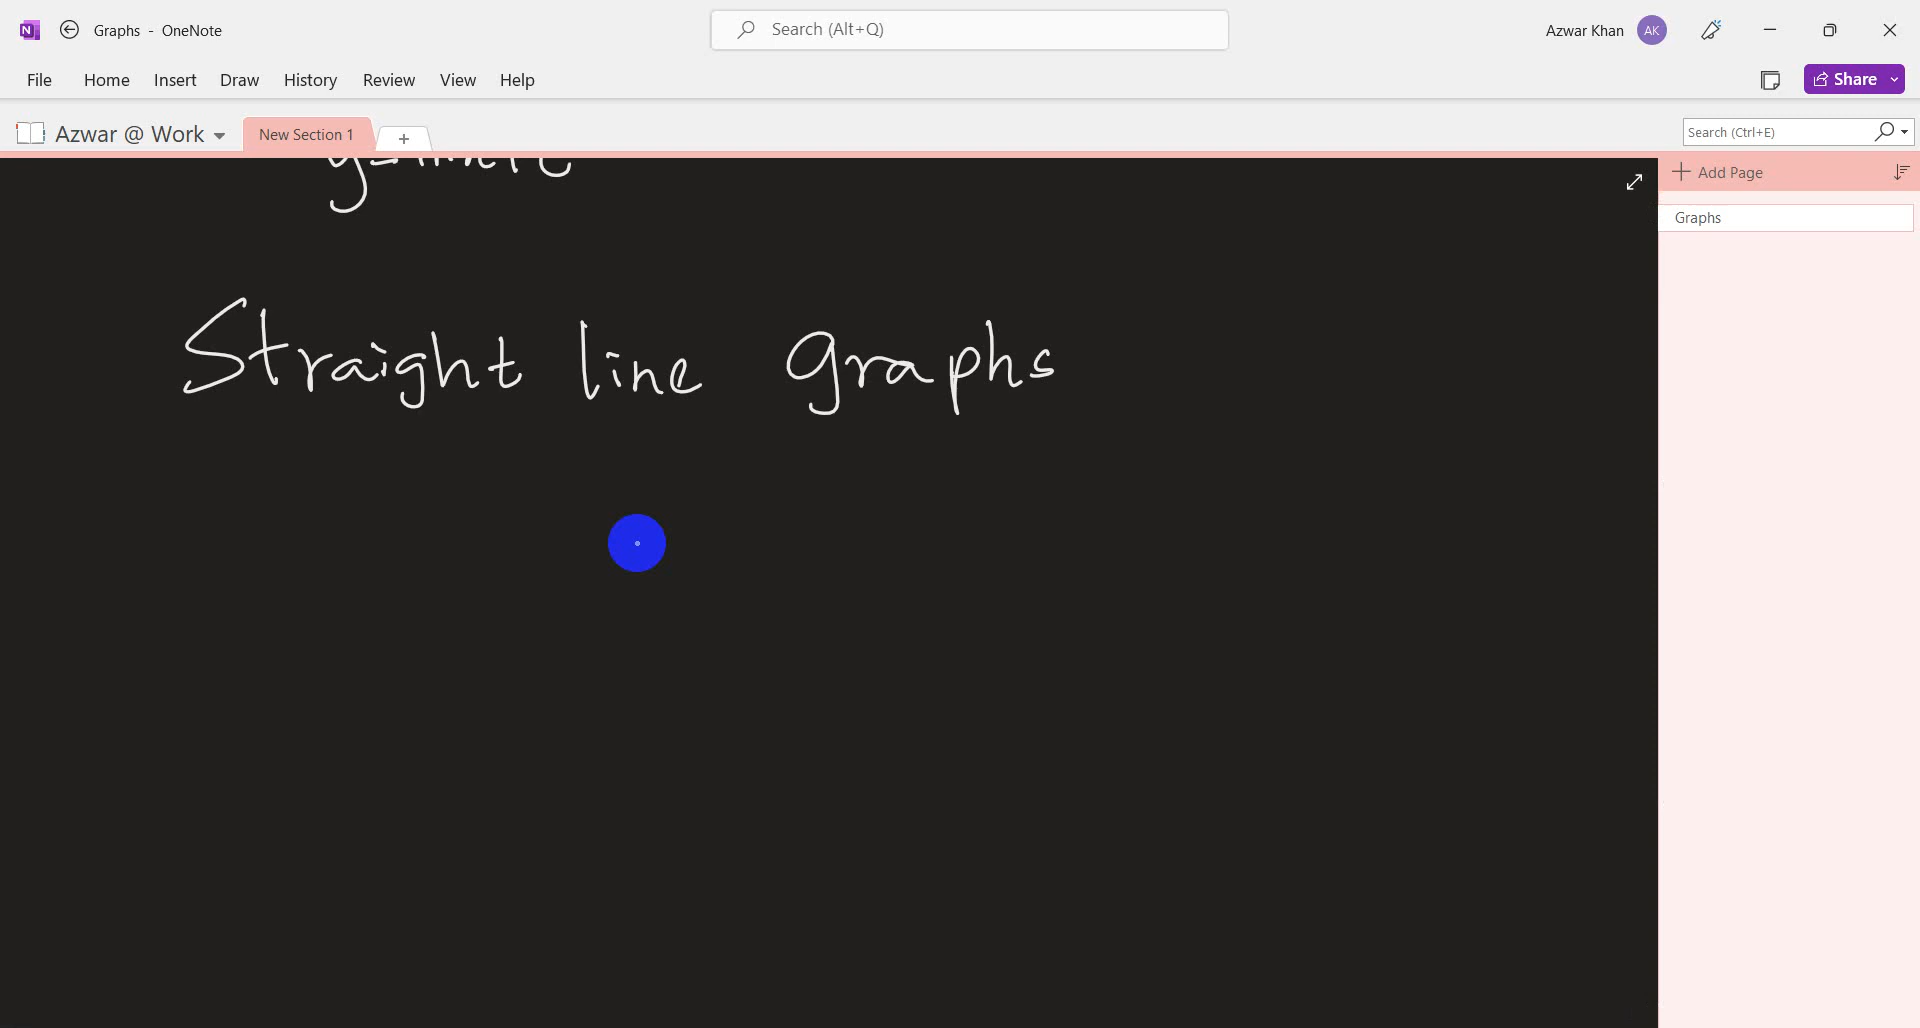 Graphs - OneNote
Search (Alt+Q)
Azwar Khan AK
File Home Insert Draw History Review View Help
Share
Azwar @ Work New Section 1 +
Search (Ctrl+E)
Add Page
Graphs
Straight line Graphs